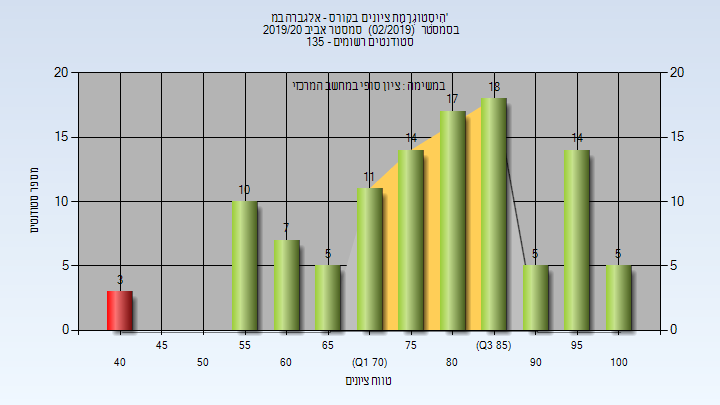 היסטוגרמת ציונים בקורס - אלגברה במ'
בסמסטר (02/2019) סמסטר אביב 2019/20
סטודנטים רשומים - 135
במשימה : ציון סופי במחשב המרכזי
מספר סטודנטים
20 20
15 15
10 10
5 5
0 0
3 10 7 5 11 14 17 18 5 14 5
45 55 65 75 (Q3 85) 95
40 50 60 (Q1 70) 80 90 100
טווח ציונים